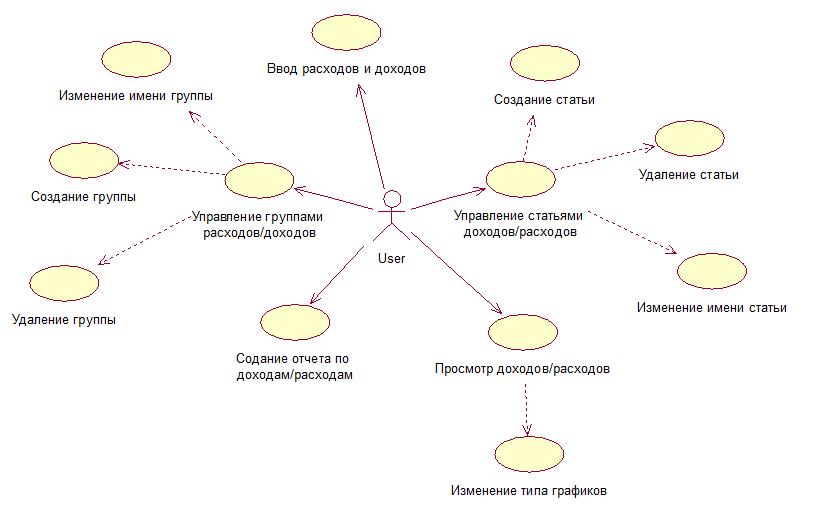 Ввод расходов и доходов
Изменение имени группы
Создание статьи
Удаление статьи
Создание группы
Управление группами
расходов/доходов
Управление статьями
доходов/расходов
User
Изменение имени статьи
Удаление группы
Содание отчета по
доходам/расходам
Просмотр доходов/расходов
Изменение типа графиков